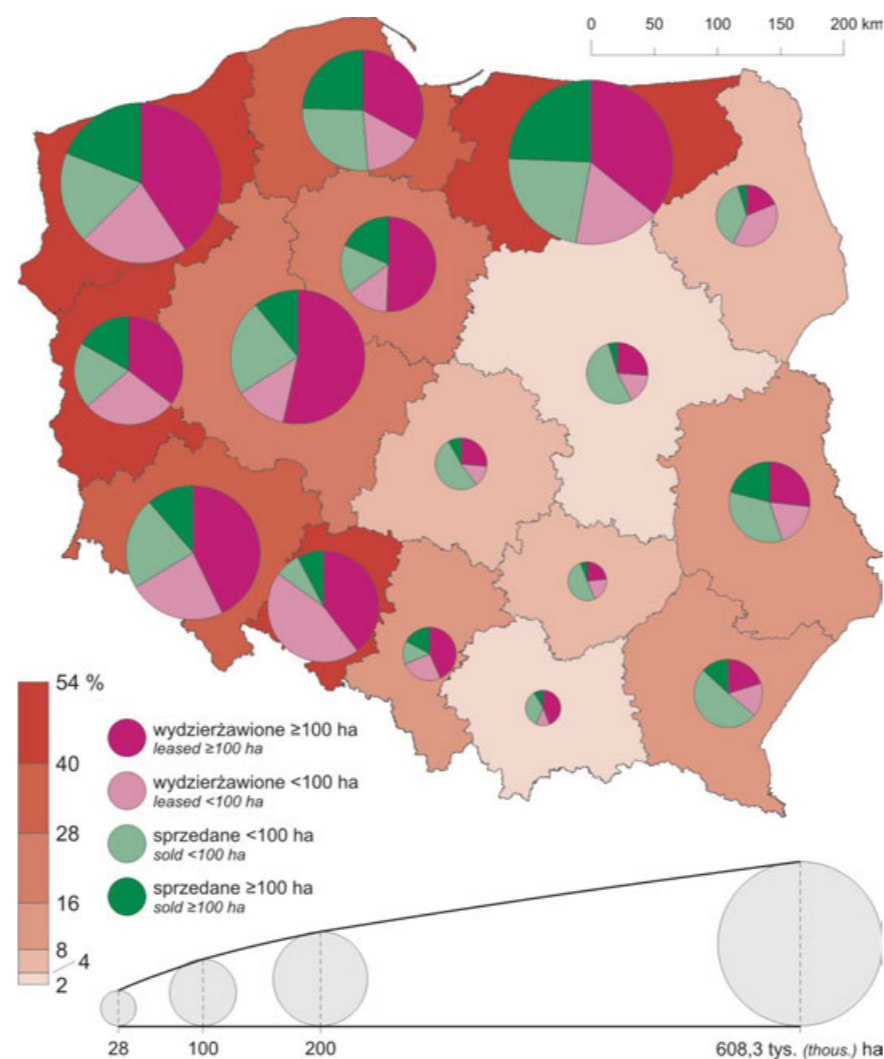 0 50 100 150 200 km
54 %
40
28
16
8
4
2
wydzierżawione ≥100 ha
leased ≥100 ha
wydzierżawione <100 ha
leased <100 ha
sprzedane <100 ha
sold <100 ha
sprzedane ≥100 ha
sold ≥100 ha
28 100 200 608,3 tys. (thous.) ha